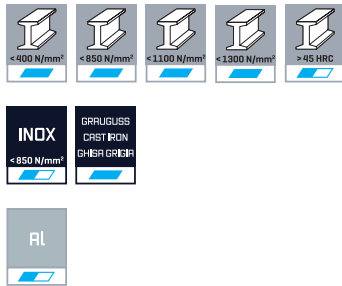 <400 N/mm² <850 N/mm² <1100 N/mm² <1300 N/mm² >45 HRC
INOX
<850 N/mm²
GRAUGUSS
CAST IRON
GHISA GRIGIA
Al